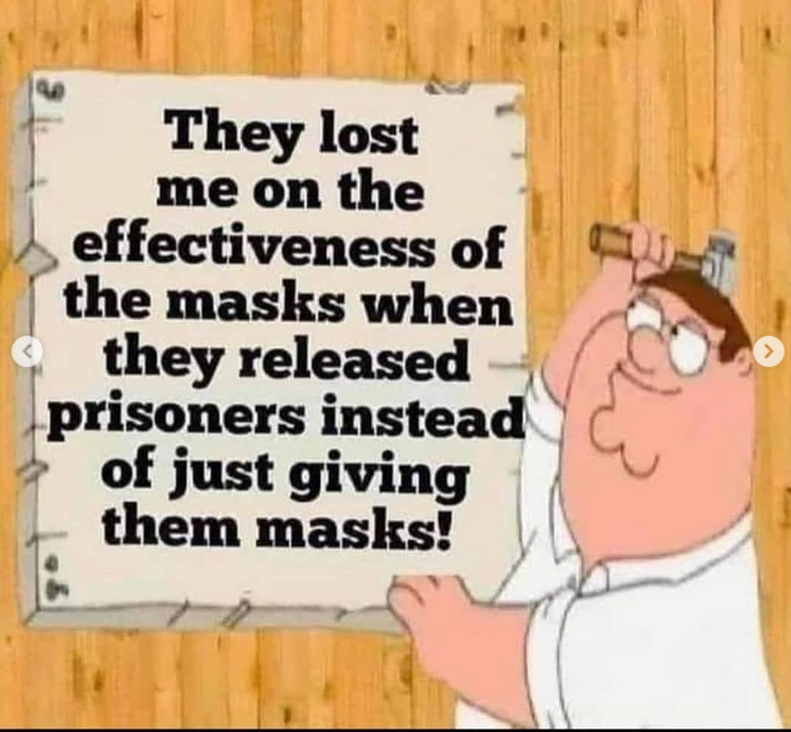 They lost
me on the
effectiveness of
the masks when
they released
prisoners instead
of just giving
them masks!